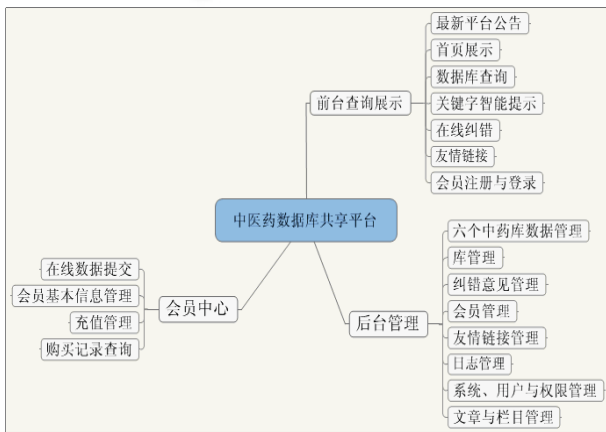 最新平台公告
首页展示
数据库查询
前台查询展示
关键字智能提示
在线纠错
友情链接
会员注册与登录
中医药数据库共享平台
六个中药库数据管理
库管理
纠错意见管理
会员管理
后台管理
友情链接管理
日志管理
系统、用户与权限管理
文章与栏目管理
在线数据提交
会员基本信息管理
会员中心
充值管理
购买记录查询